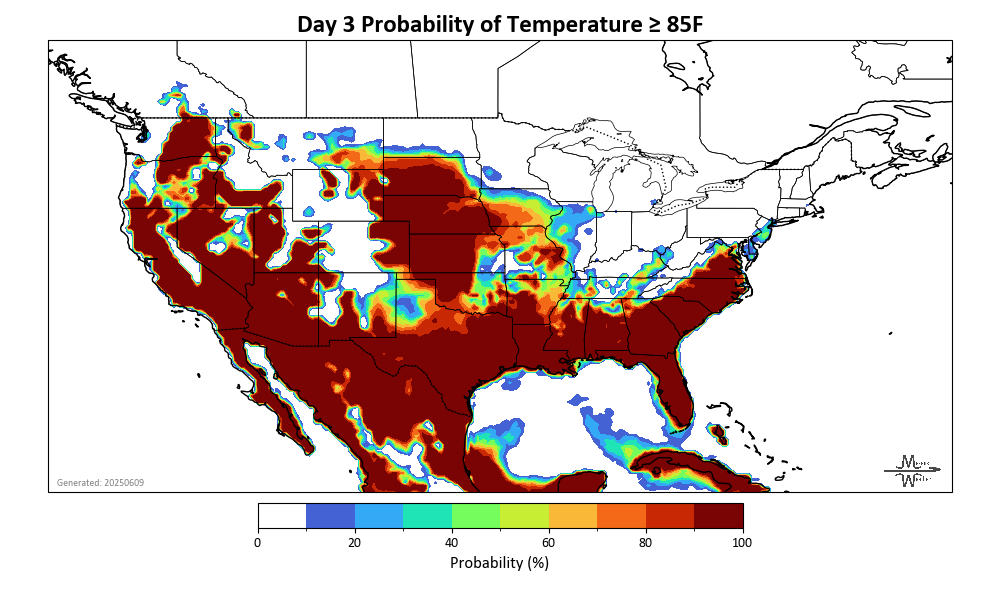 Day 3 Probability of Temperature ≥ 85F
Generated: 20250609
0 20 40 60 80 100
Probability (%)